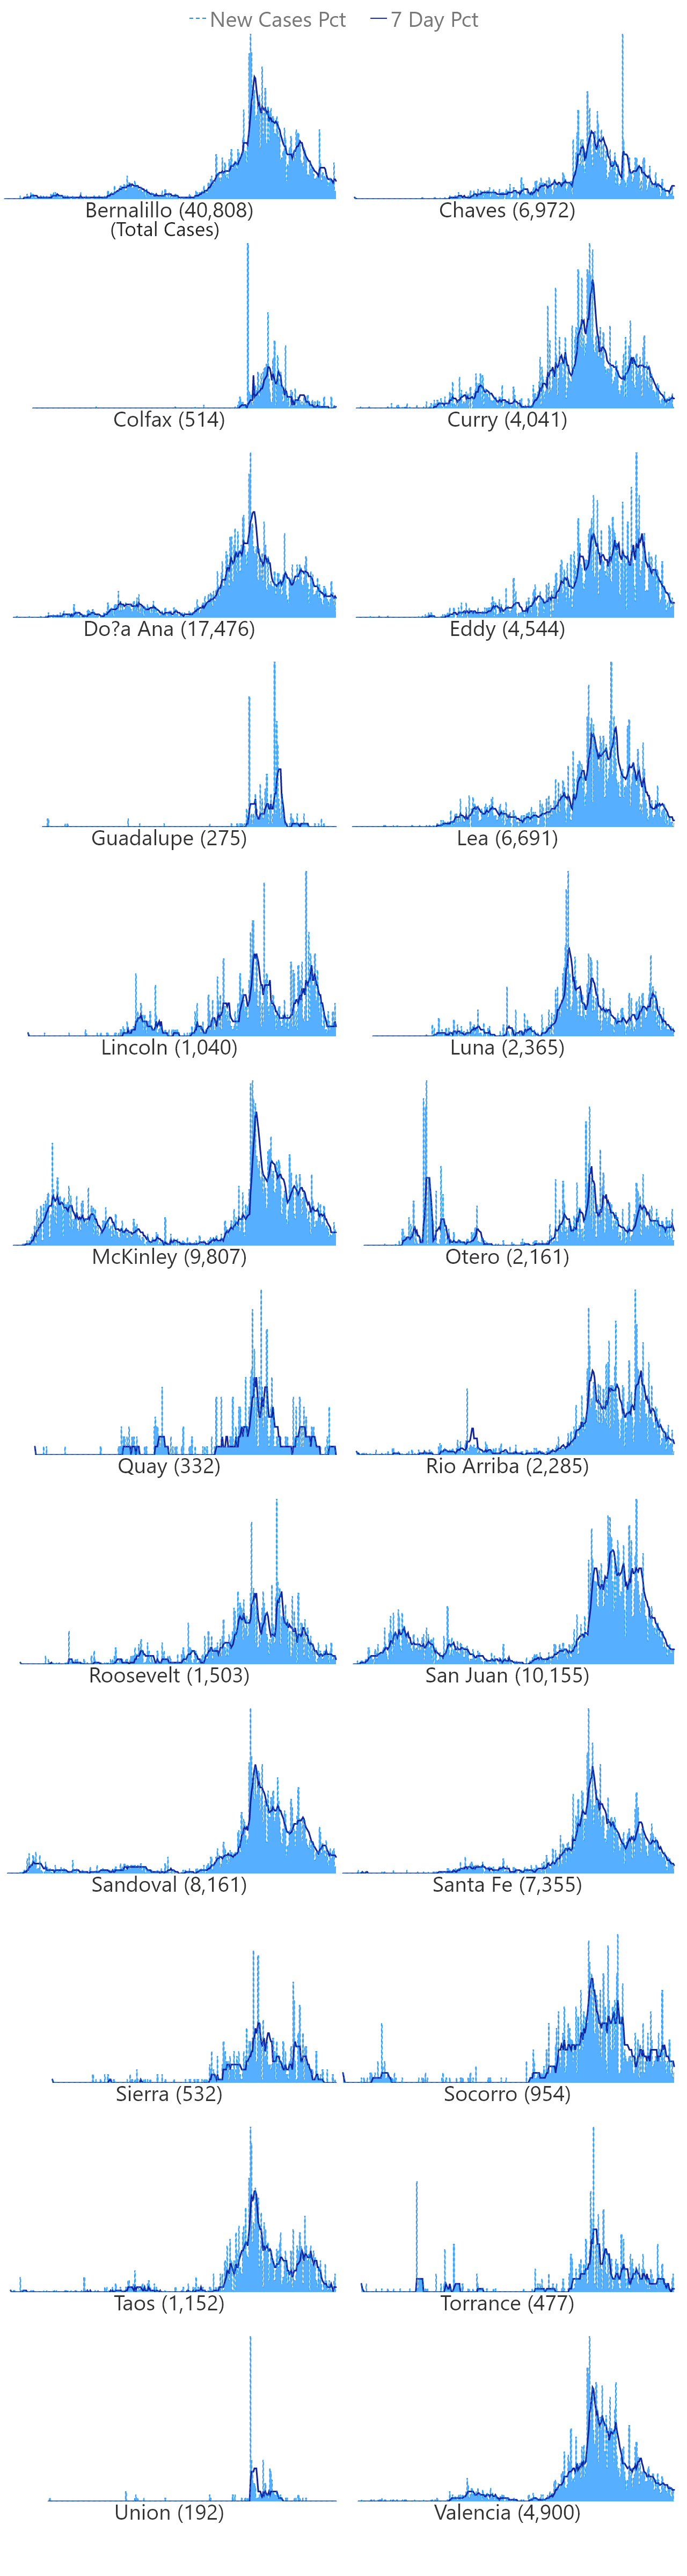 New Cases Pct 7 Day Pct
Bernalillo (40,808) Chaves (6,972)
(Total Cases)
Colfax (514) Curry (4,041)
Do?a Ana (17,476) Eddy (4,544)
Guadalupe (275) Lea (6,691)
Lincoln (1,040) Luna (2,365)
McKinley (9,807) Otero (2,161)
Quay (332) Rio Arriba (2,285)
Roosevelt (1,503) San Juan (10,155)
Sandoval (8,161) Santa Fe (7,355)
Sierra (532) Socorro (954)
Taos (1,152) Torrance (477)
Union (192) Valencia (4,900)